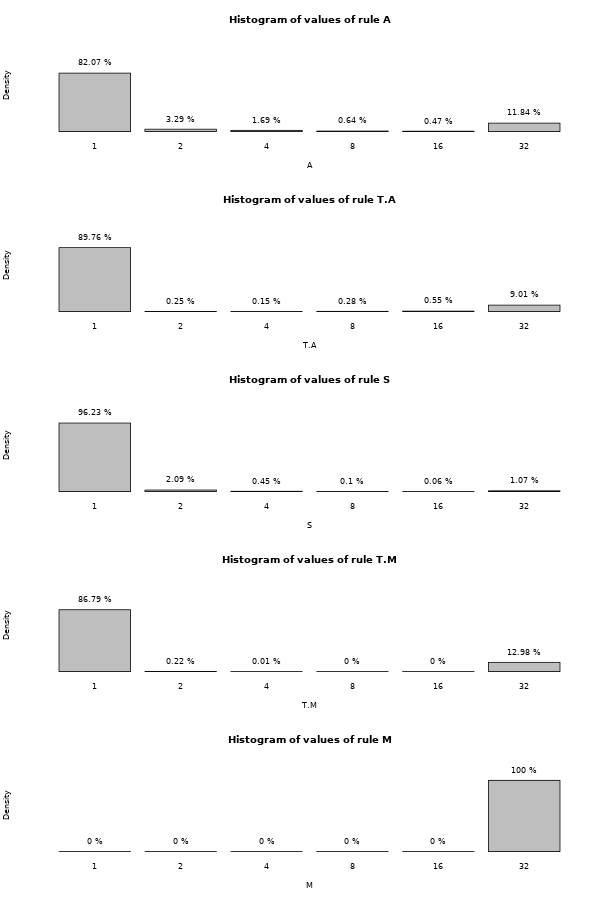 Histogram of values of rule A
Density
82.07 %
3.29 %
1.69 %
0.64 %
0.47 %
11.84 %
1 2 4 8 16 32
A
Histogram of values of rule T.A
Density
89.76 %
0.25 %
0.15 %
0.28 %
0.55 %
9.01 %
1 2 4 8 16 32
T.A
Histogram of values of rule S
Density
96.23 %
2.09 %
0.45 %
0.1 %
0.06 %
1.07 %
1 2 4 8 16 32
S
Histogram of values of rule T.M
Density
86.79 %
0.22 %
0.01 %
0 %
0 %
12.98 %
1 2 4 8 16 32
T.M
Histogram of values of rule M
Density
0 %
0 %
0 %
0 %
0 %
100 %
1 2 4 8 16 32
M